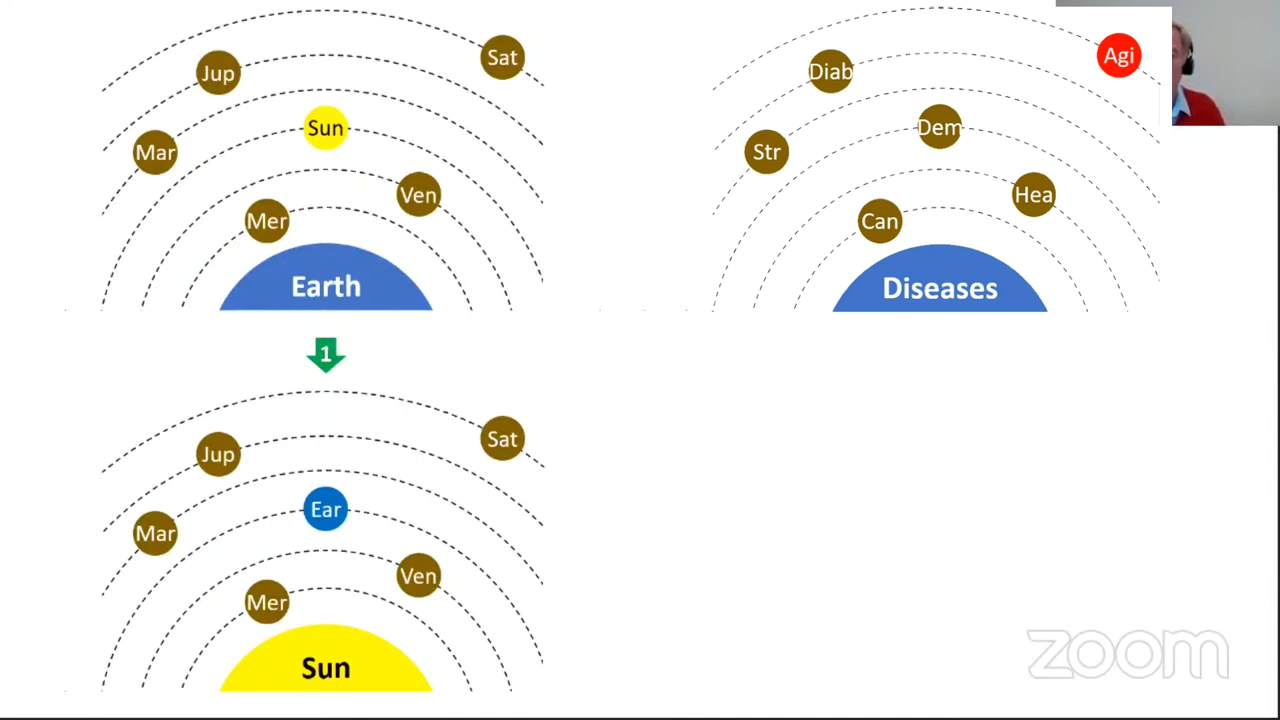 Sat
Jup
Sun
Mar
Ven
Mer
Earth
Agi
Diab
Dem
Str
Hea
Can
Diseases
1
Sat
Jup
Ear
Mar
Ven
Mer
Sun
zoom